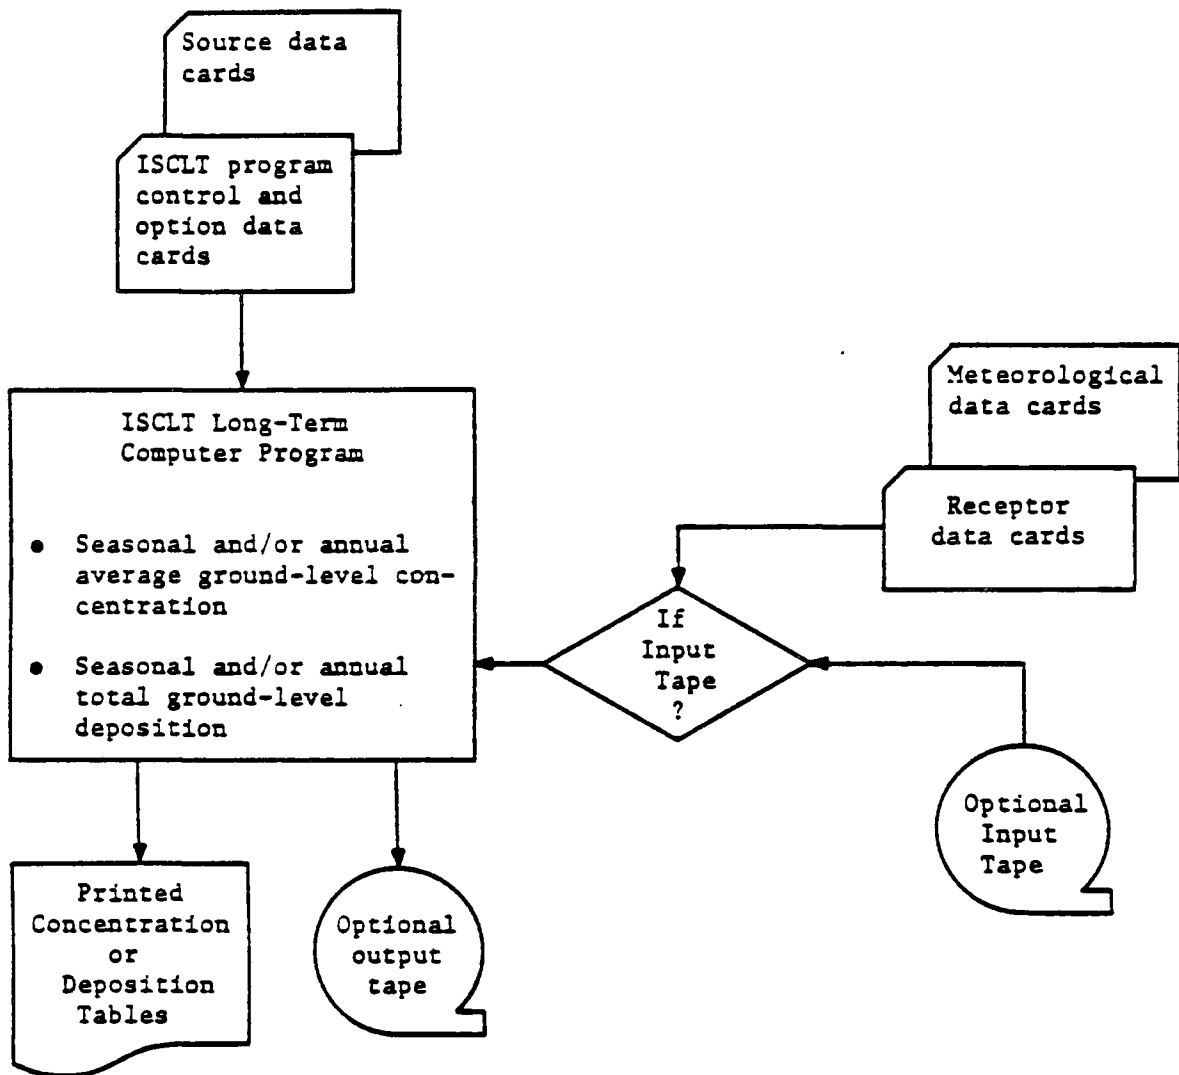 Source data
cards
ISCLT program
control and
option data
cards
ISCLT Long-Term
Computer Program
● Seasonal and/or annual
average ground-level con-
centration
● Seasonal and/or annual
total ground-level
deposition
Meteorological
data cards
Receptor
data cards
If
Input
Tape
?
Optional
Input
Tape
Printed
Concentration
or
Deposition
Tables
Optional
output
tape